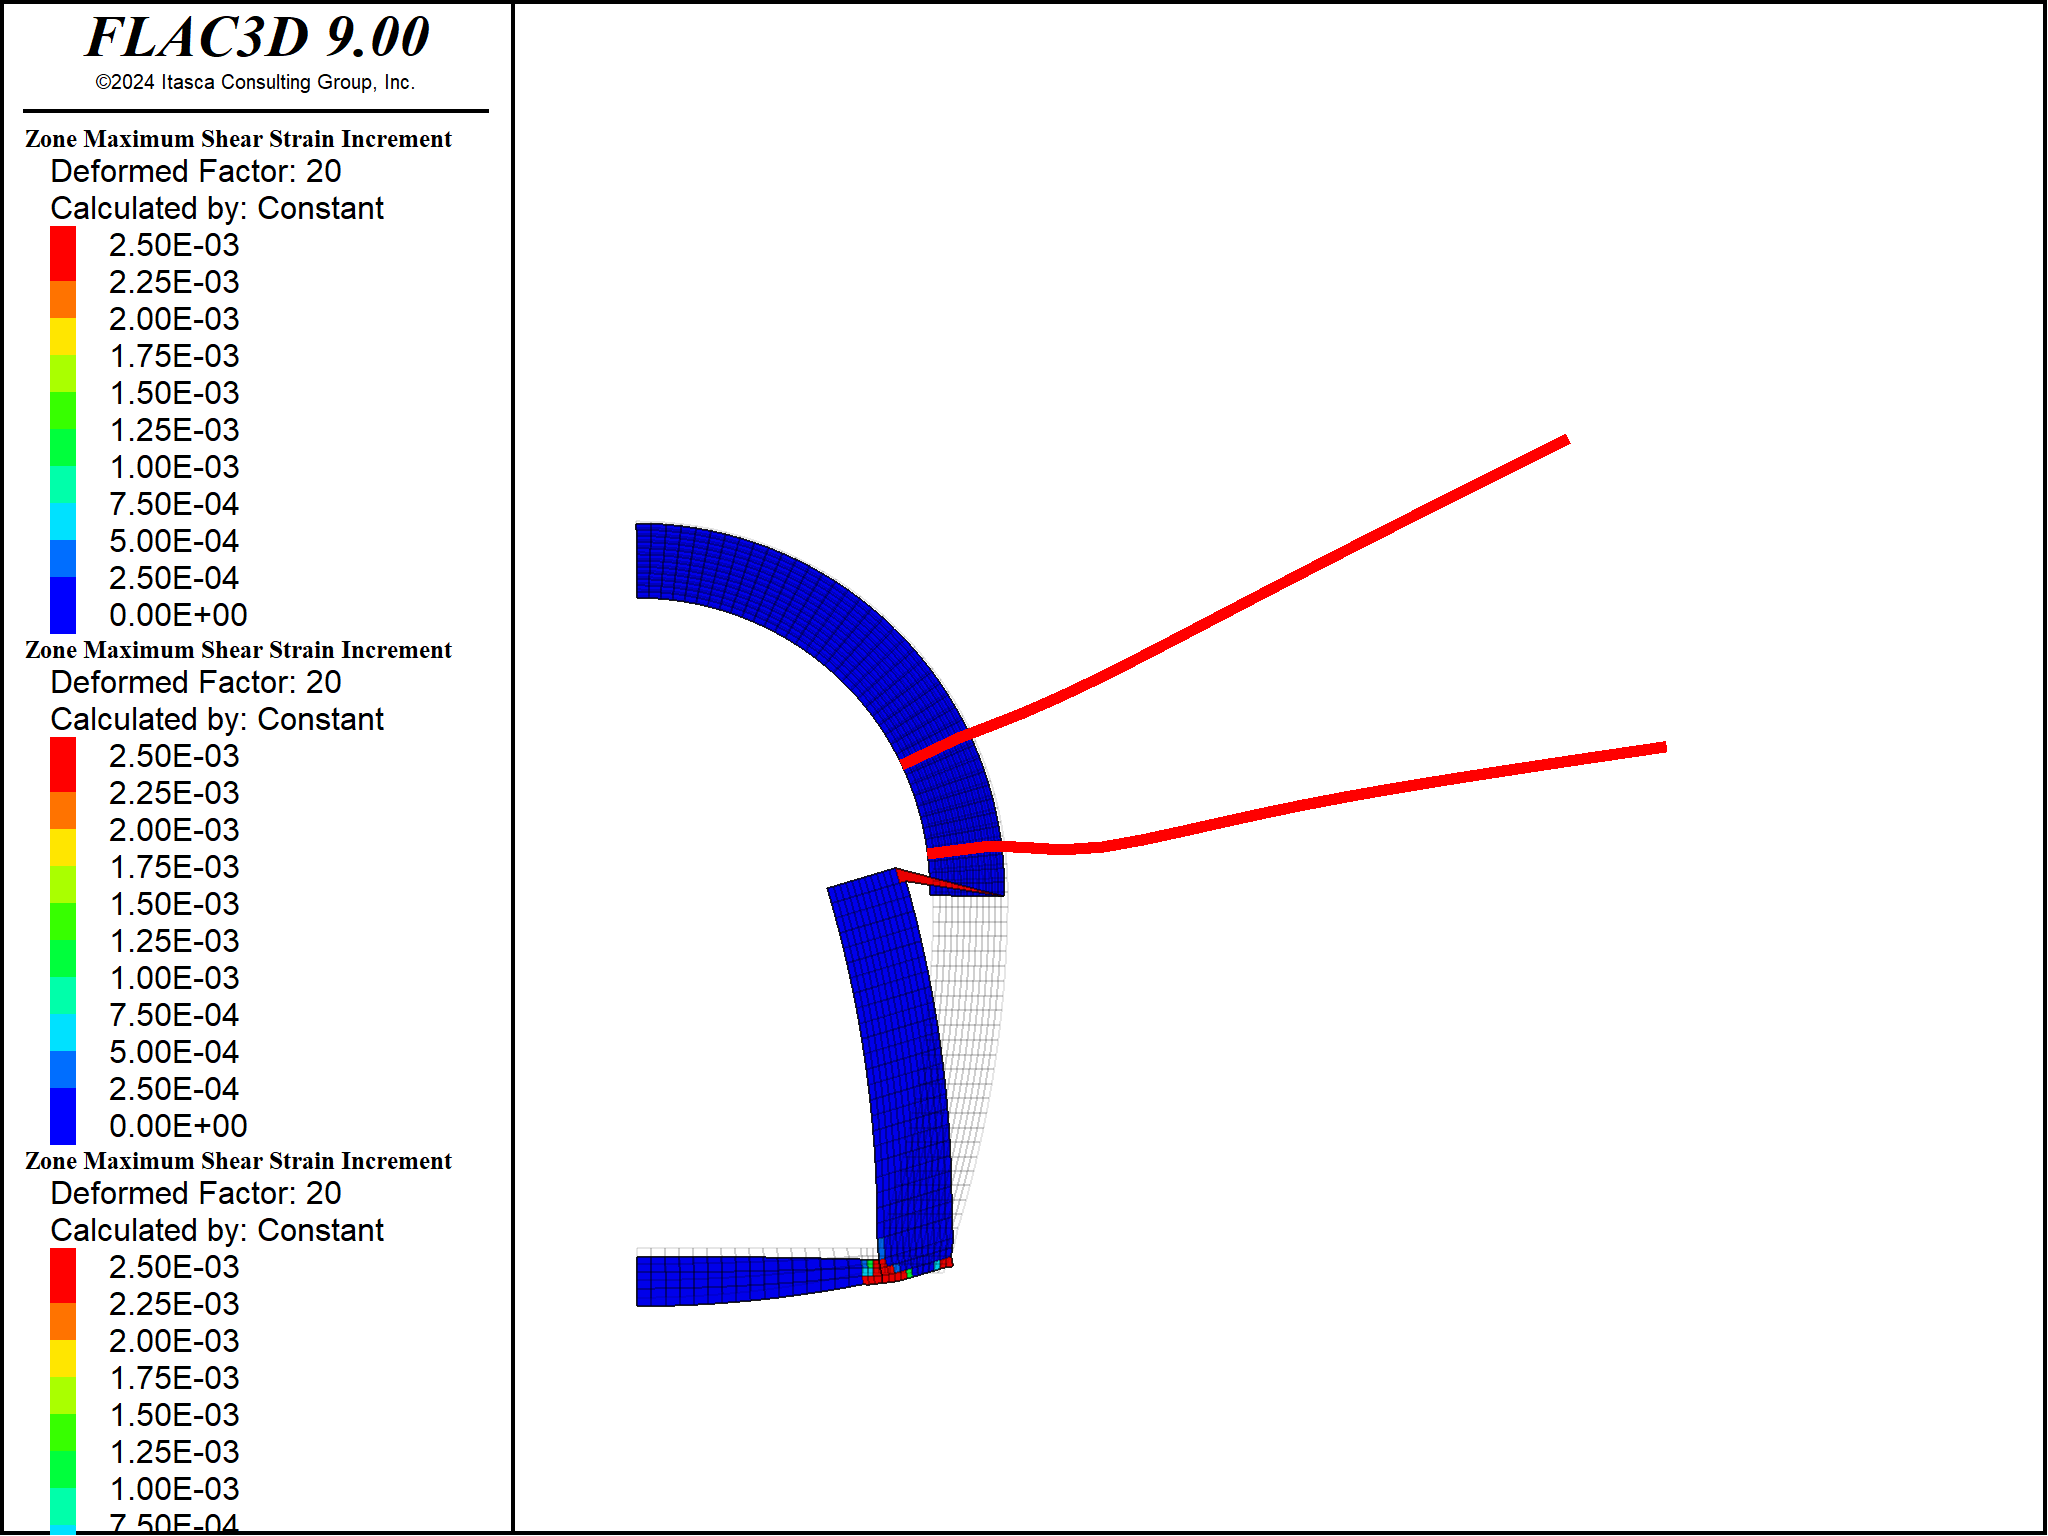 FLAC3D 9.00
©2024 Itasca Consulting Group, Inc.
Zone Maximum Shear Strain Increment
Deformed Factor: 20
Calculated by: Constant
2.50E-03
2.25E-03
2.00E-03
1.75E-03
1.50E-03
1.25E-03
1.00E-03
7.50E-04
5.00E-04
2.50E-04
0.00E+00
Zone Maximum Shear Strain Increment
Deformed Factor: 20
Calculated by: Constant
2.50E-03
2.25E-03
2.00E-03
1.75E-03
1.50E-03
1.25E-03
1.00E-03
7.50E-04
5.00E-04
2.50E-04
0.00E+00
Zone Maximum Shear Strain Increment
Deformed Factor: 20
Calculated by: Constant
2.50E-03
2.25E-03
2.00E-03
1.75E-03
1.50E-03
1.25E-03
1.00E-03
7.50E-04